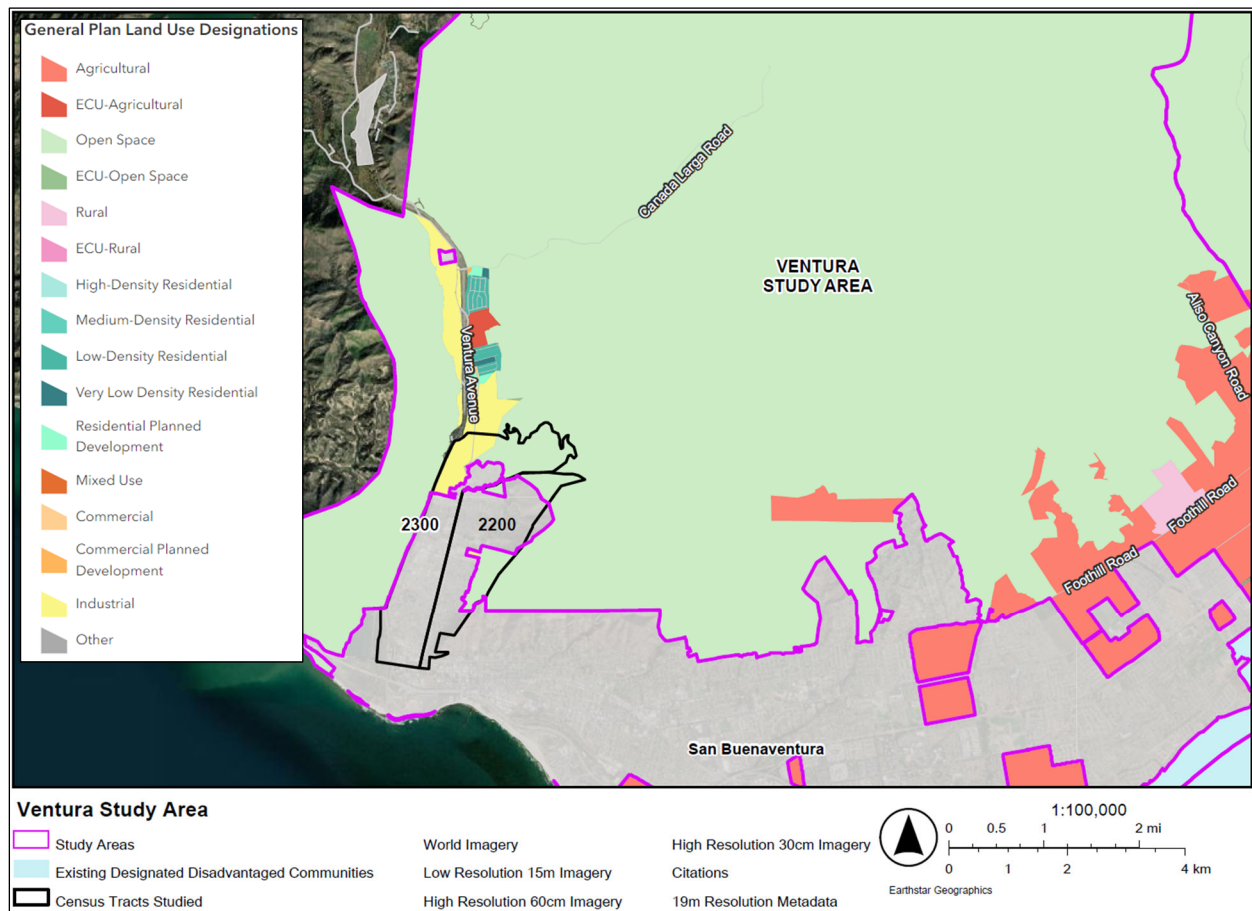 General Plan Land Use Designations
Agricultural
ECU-Agricultural
Open Space
ECU-Open Space
Rural
ECU-Rural
High-Density Residential
Medium-Density Residential
Low-Density Residential
Very Low Density Residential
Residential Planned
Development
Mixed Use
Commercial
Commercial Planned
Development
Industrial
Other
Canada Larga Road
VENTURA
STUDY AREA
Aliso Canyon Road
Ventura Avenue
Foothill Road
Foothill Road
2300
2200
San Buenaventura
Ventura Study Area
Study Areas
Existing Designated Disadvantaged Communities
Census Tracts Studied
World Imagery
Low Resolution 15m Imagery
High Resolution 60cm Imagery
High Resolution 30cm Imagery
Citations
19m Resolution Metadata
1:100,000
0 0.5 1 2 mi
0 1 2 4 km
Earthstar Geographics